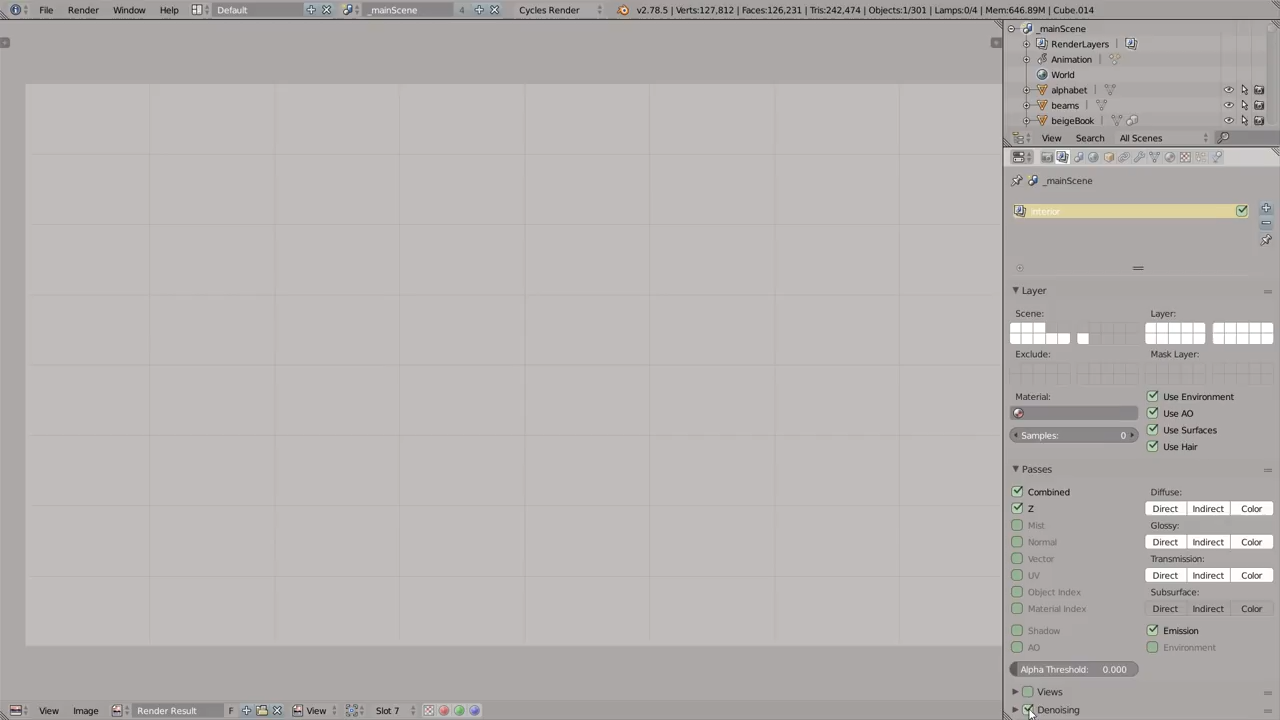 File Render Window Help Default _mainScene 4 Cycles Render v2.78.5 | Verts:127,812 | Faces:126,231 | Tris:242,474 | Objects:1/301 | Lamps:0/4 | Mem:646.89M | Cube.014
_mainScene
RenderLayers
Animation
World
alphabet
beams
beigeBook
View Search All Scenes
_mainScene
Interior
Layer
Scene: Layer:
Exclude: Mask Layer:
Material: Use Environment
Use AO
Samples: 0 Use Surfaces
Use Hair
Passes
Combined Diffuse:
Z Direct Indirect Color
Mist Glossy:
Normal Direct Indirect Color
Vector Transmission:
UV Direct Indirect Color
Object Index Subsurface:
Material Index Direct Indirect Color
Shadow Emission
AO Environment
Alpha Threshold: 0.000
Views
View Image Render Result F View Slot 7 Denoising